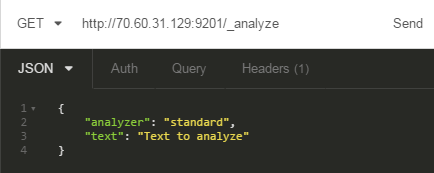 GET http://70.60.31.129:9201/_analyze Send
JSON Auth Query Headers (1)
1 {
2 "analyzer": "standard",
3 "text": "Text to analyze"
4 }